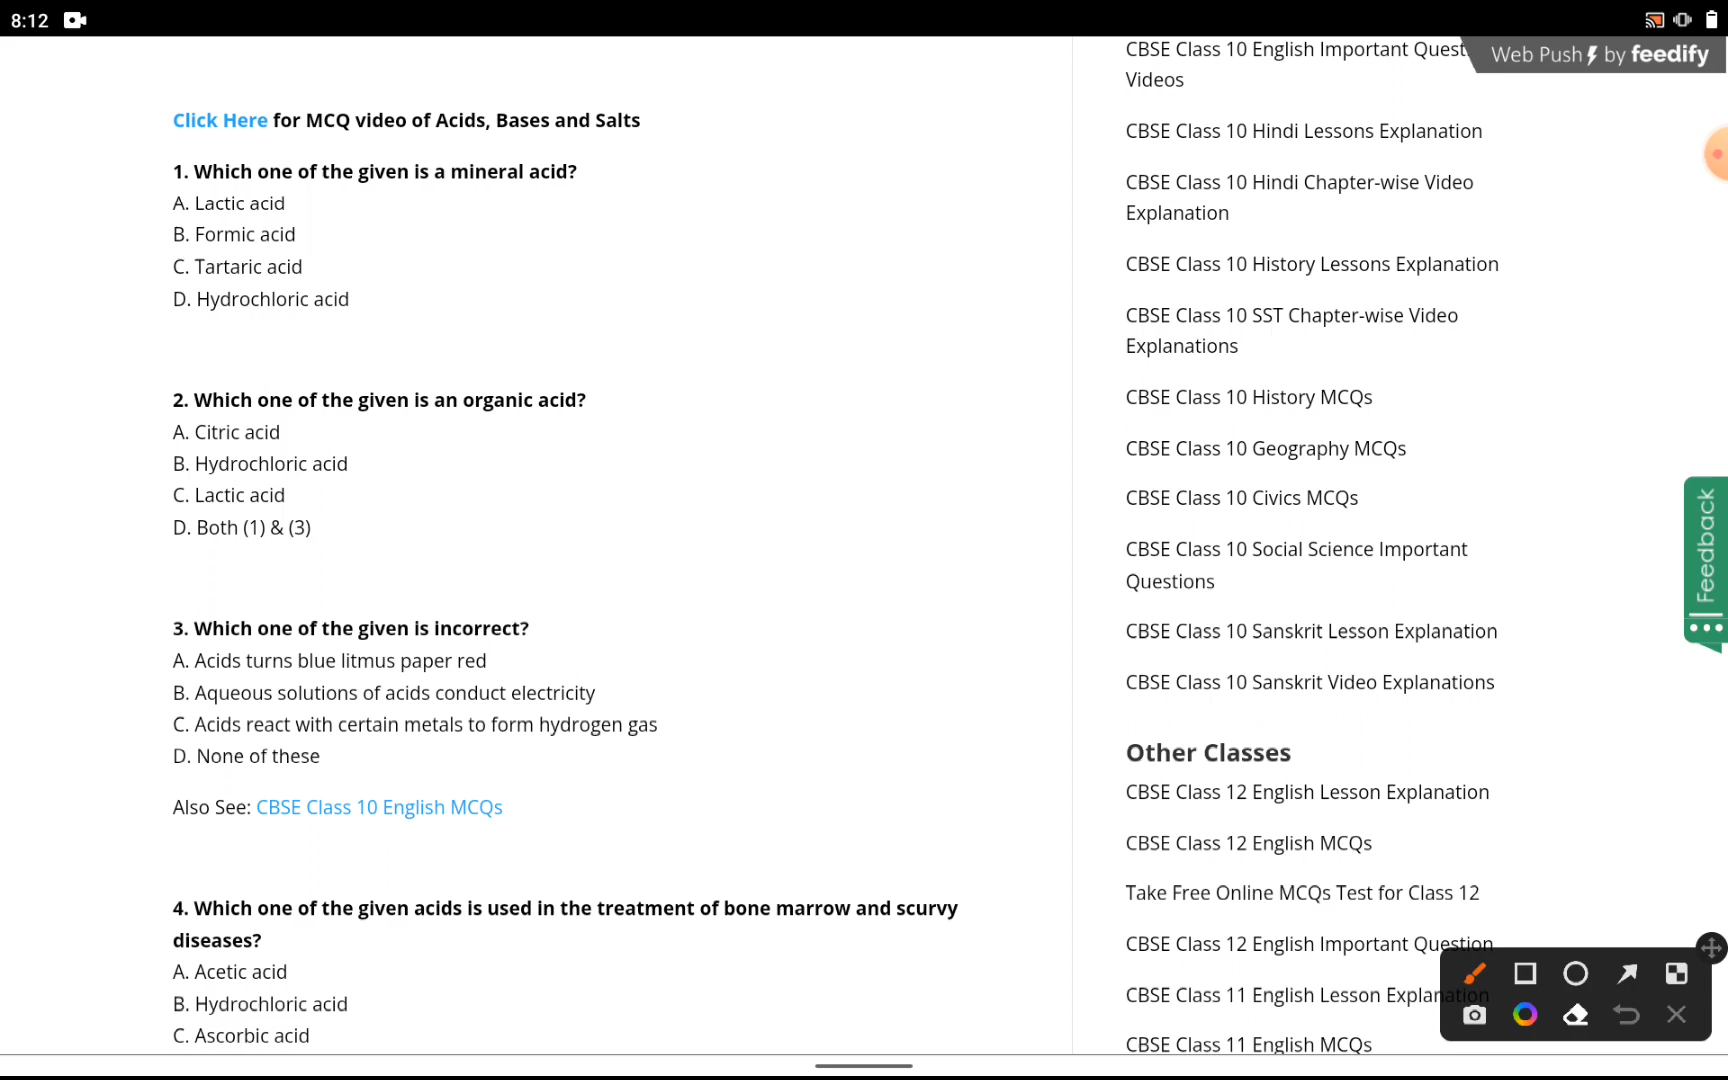 8:12
Web Push by feedify
Click Here for MCQ video of Acids, Bases and Salts
1. Which one of the given is a mineral acid?
A. Lactic acid
B. Formic acid
C. Tartaric acid
D. Hydrochloric acid
2. Which one of the given is an organic acid?
A. Citric acid
B. Hydrochloric acid
C. Lactic acid
D. Both (1) & (3)
3. Which one of the given is incorrect?
A. Acids turns blue litmus paper red
B. Aqueous solutions of acids conduct electricity
C. Acids react with certain metals to form hydrogen gas
D. None of these
Also See: CBSE Class 10 English MCQs
4. Which one of the given acids is used in the treatment of bone marrow and scurvy
diseases?
A. Acetic acid
B. Hydrochloric acid
C. Ascorbic acid
CBSE Class 10 English Important Quest
Videos
CBSE Class 10 Hindi Lessons Explanation
CBSE Class 10 Hindi Chapter-wise Video
Explanation
CBSE Class 10 History Lessons Explanation
CBSE Class 10 SST Chapter-wise Video
Explanations
CBSE Class 10 History MCQs
CBSE Class 10 Geography MCQs
CBSE Class 10 Civics MCQs
CBSE Class 10 Social Science Important
Questions
CBSE Class 10 Sanskrit Lesson Explanation
CBSE Class 10 Sanskrit Video Explanations
Other Classes
CBSE Class 12 English Lesson Explanation
CBSE Class 12 English MCQs
Take Free Online MCQs Test for Class 12
CBSE Class 12 English Important Question
CBSE Class 11 English Lesson Explanation
CBSE Class 11 English MCQs
Feedback